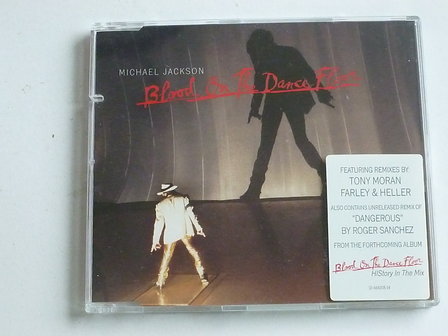 MICHAEL JACKSON
Blood On The Dance Floor
FEATURING REMIXES BY:
TONY MORAN
FARLEY & HELLER
ALSO CONTAINS UNRELEASED REMIX OF
"DANGEROUS"
BY ROGER SANCHEZ
FROM THE FORTHCOMING ALBUM
Blood On The Dance Floor
HIStory In The Mix